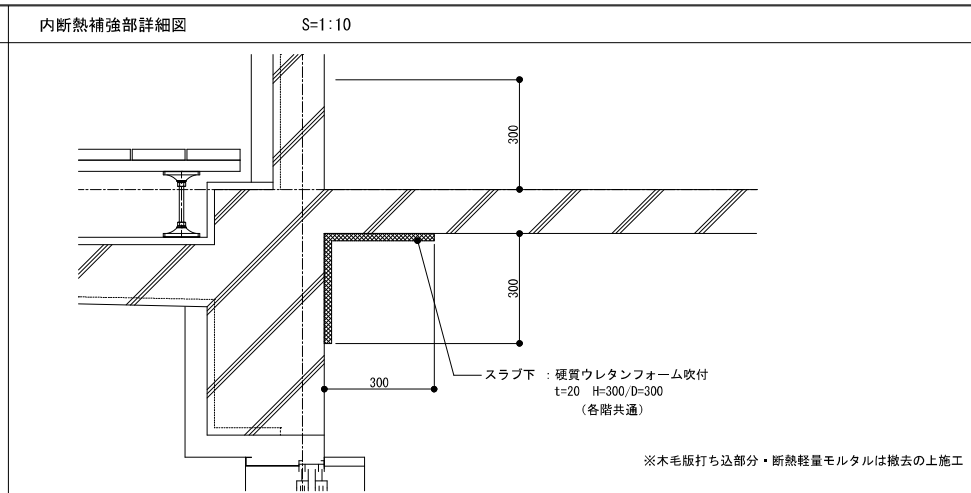 内断熱補強部詳細図 S=1:10
300
300
300
スラブ下 : 硬質ウレタンフォーム吹付
t=20 H=300/D=300
(各階共通)
※木毛版打ち込部分・断熱軽量モルタルは撤去の上施工